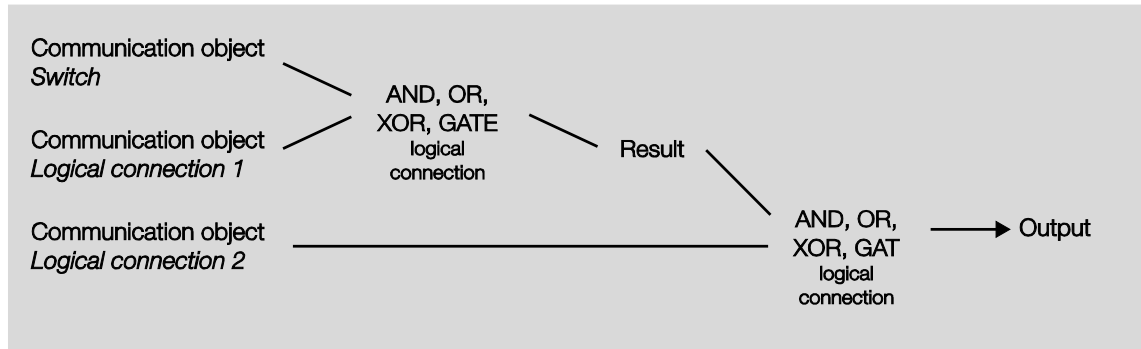 Communication object
Switch
Communication object
Logical connection 1
Communication object
Logical connection 2
AND, OR,
XOR, GATE
logical
connection
Result
AND, OR,
XOR, GAT
logical
connection
Output